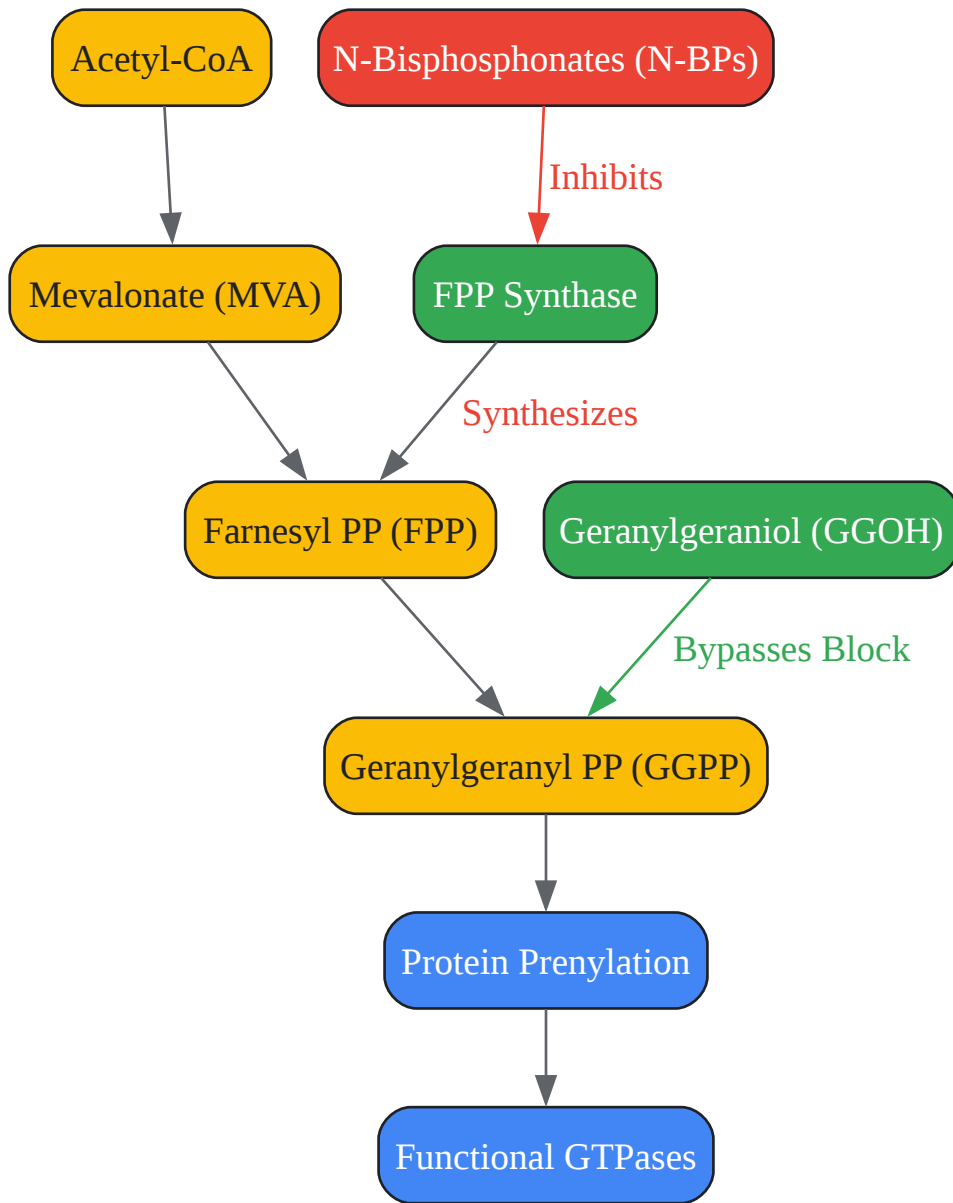 Acetyl-CoA
N-Bisphosphonates (N-BPs)
Inhibits
Mevalonate (MVA)
FPP Synthase
Synthesizes
Farnesyl PP (FPP)
Geranylgeraniol (GGOH)
Bypasses Block
Geranylgeranyl PP (GGPP)
Protein Prenylation
Functional GTPases